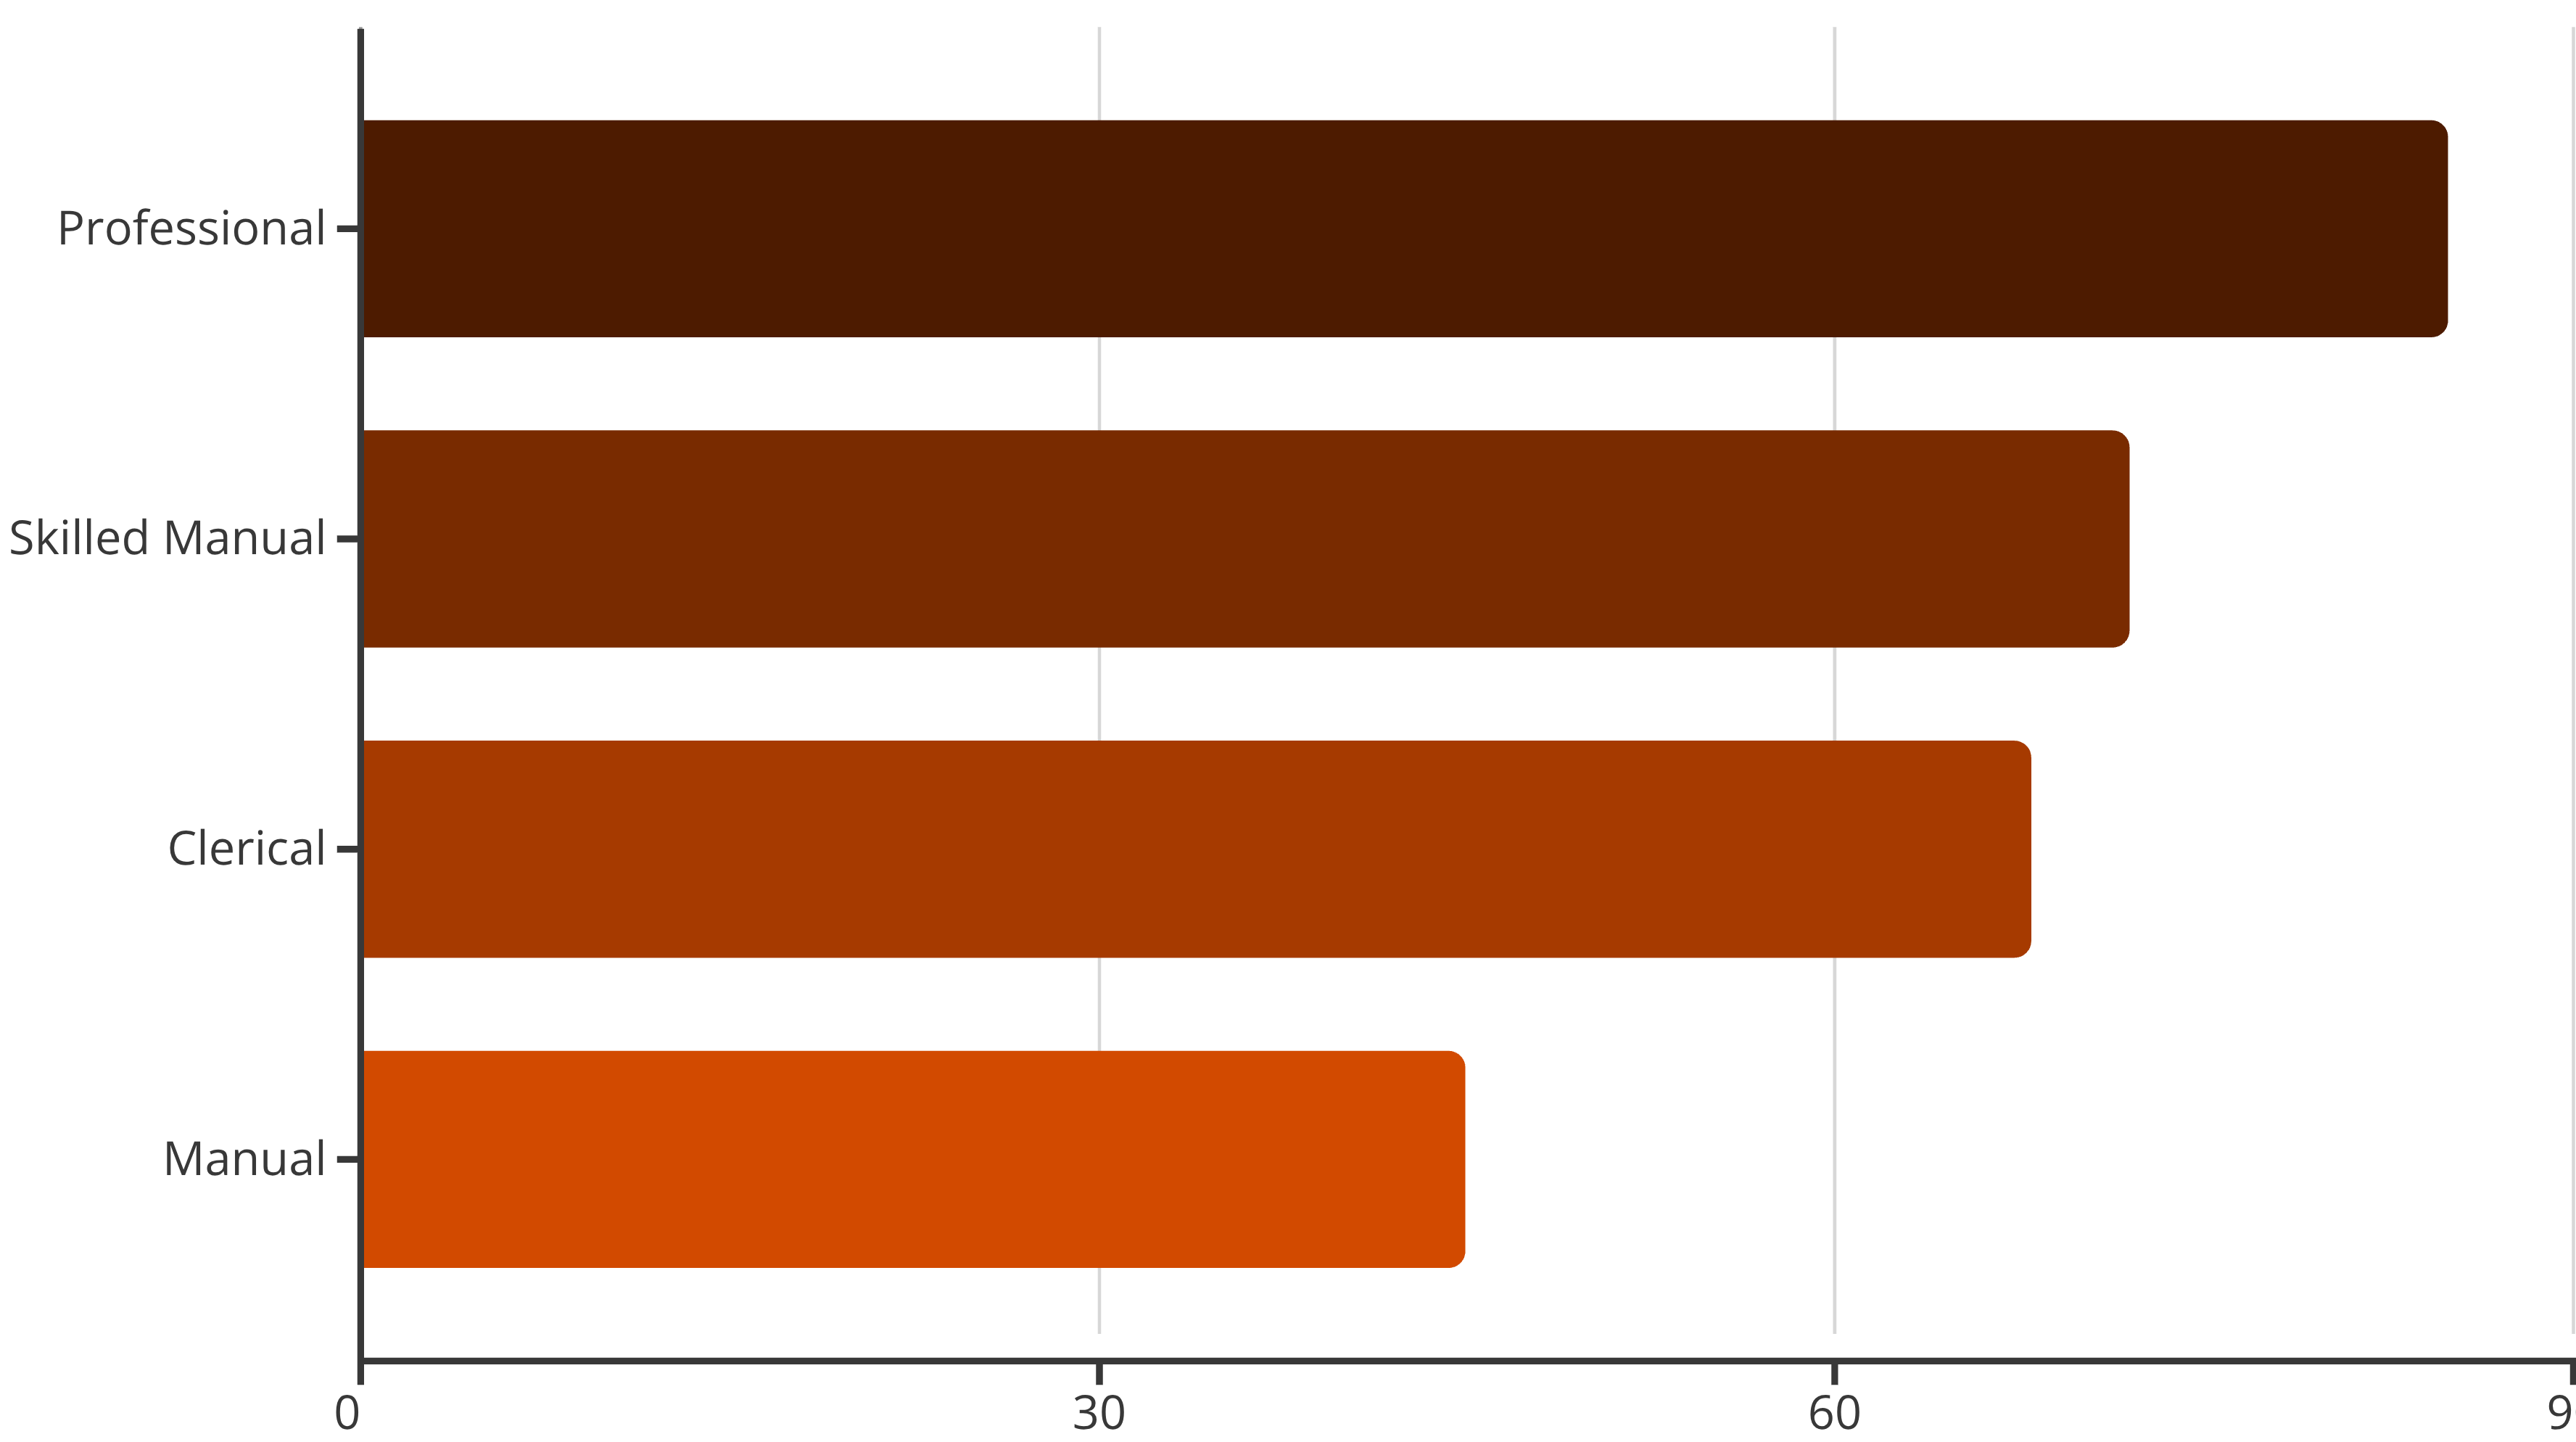 Professional
Skilled Manual
Clerical
Manual
0 30 60 9